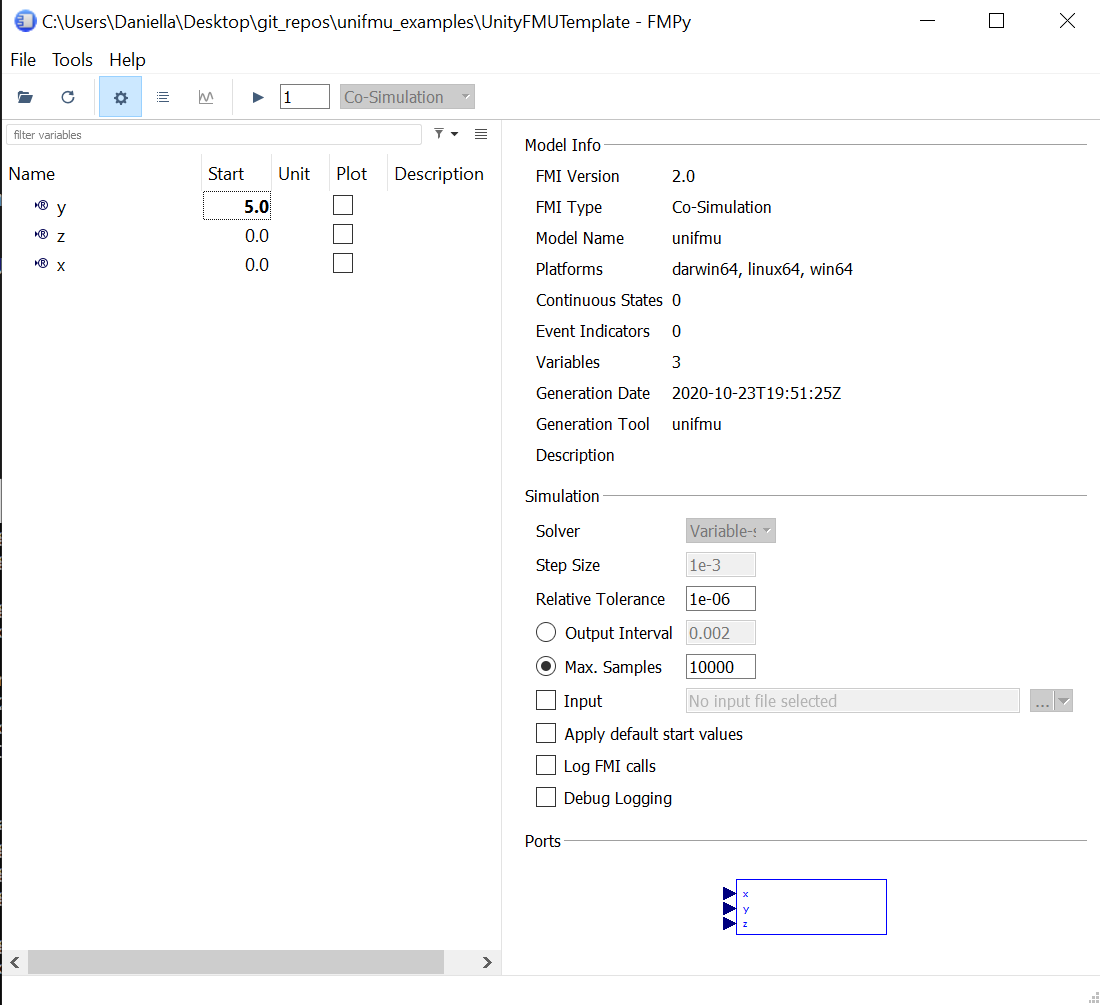 C:\Users\Daniella\Desktop\git_repos\unifmu_examples\UnityFMUTemplate - FMPy
File Tools Help
1 Co-Simulation
filter variables
Name Start Unit Plot Description
y 5.0
z 0.0
x 0.0
Model Info
FMI Version 2.0
FMI Type Co-Simulation
Model Name unifmu
Platforms darwin64, linux64, win64
Continuous States 0
Event Indicators 0
Variables 3
Generation Date 2020-10-23T19:51:25Z
Generation Tool unifmu
Description
Simulation
Solver Variable-s
Step Size 1e-3
Relative Tolerance 1e-06
Output Interval 0.002
Max. Samples 10000
Input No input file selected ...
Apply default start values
Log FMI calls
Debug Logging
Ports
x
y
z